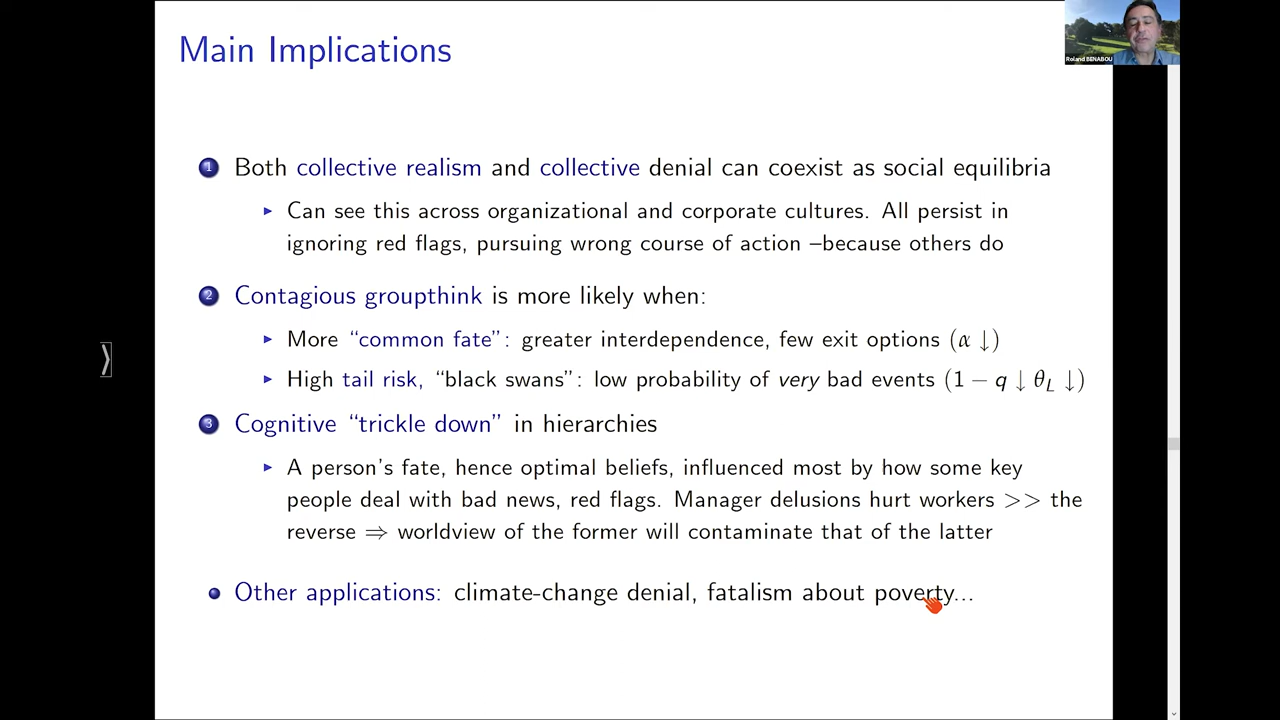 Main Implications
Roland BENABOU
1 Both collective realism and collective denial can coexist as social equilibria
▸ Can see this across organizational and corporate cultures. All persist in
ignoring red flags, pursuing wrong course of action –because others do
2 Contagious groupthink is more likely when:
▸ More “common fate”: greater interdependence, few exit options (α ↓)
▸ High tail risk, “black swans”: low probability of very bad events (1 − q ↓ θ_L ↓)
3 Cognitive “trickle down” in hierarchies
▸ A person's fate, hence optimal beliefs, influenced most by how some key
people deal with bad news, red flags. Manager delusions hurt workers >> the
reverse ⇒ worldview of the former will contaminate that of the latter
• Other applications: climate-change denial, fatalism about poverty...